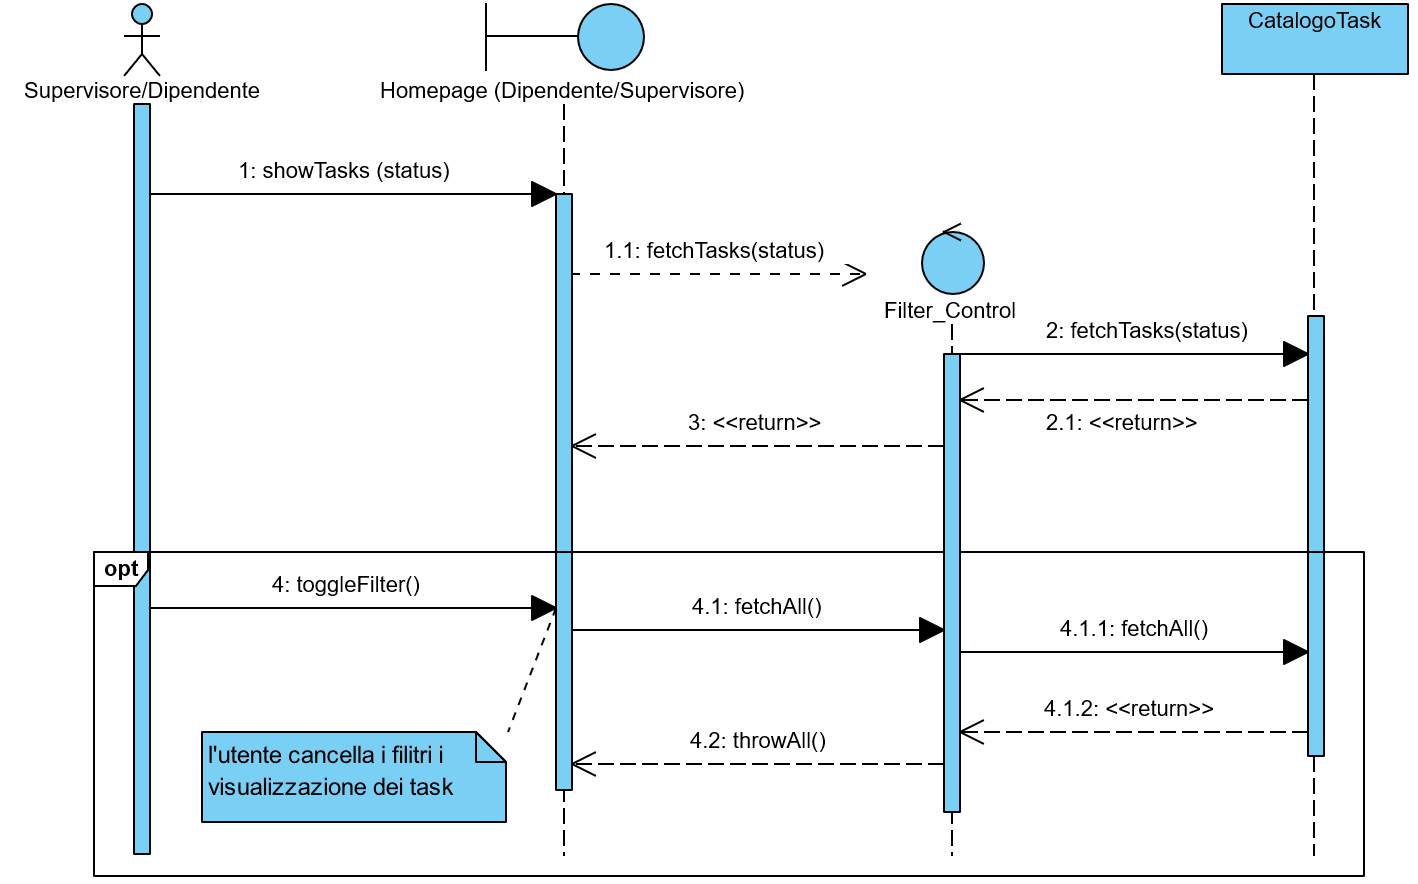 CatalogoTask
Supervisore/Dipendente
Homepage (Dipendente/Supervisore)
1: showTasks (status)
1.1: fetchTasks(status)
Filter_Control
2: fetchTasks(status)
2.1: <<return>>
3: <<return>>
opt
4: toggleFilter()
4.1: fetchAll()
4.1.1: fetchAll()
4.1.2: <<return>>
4.2: throwAll()
l'utente cancella i filitri i
visualizzazione dei task